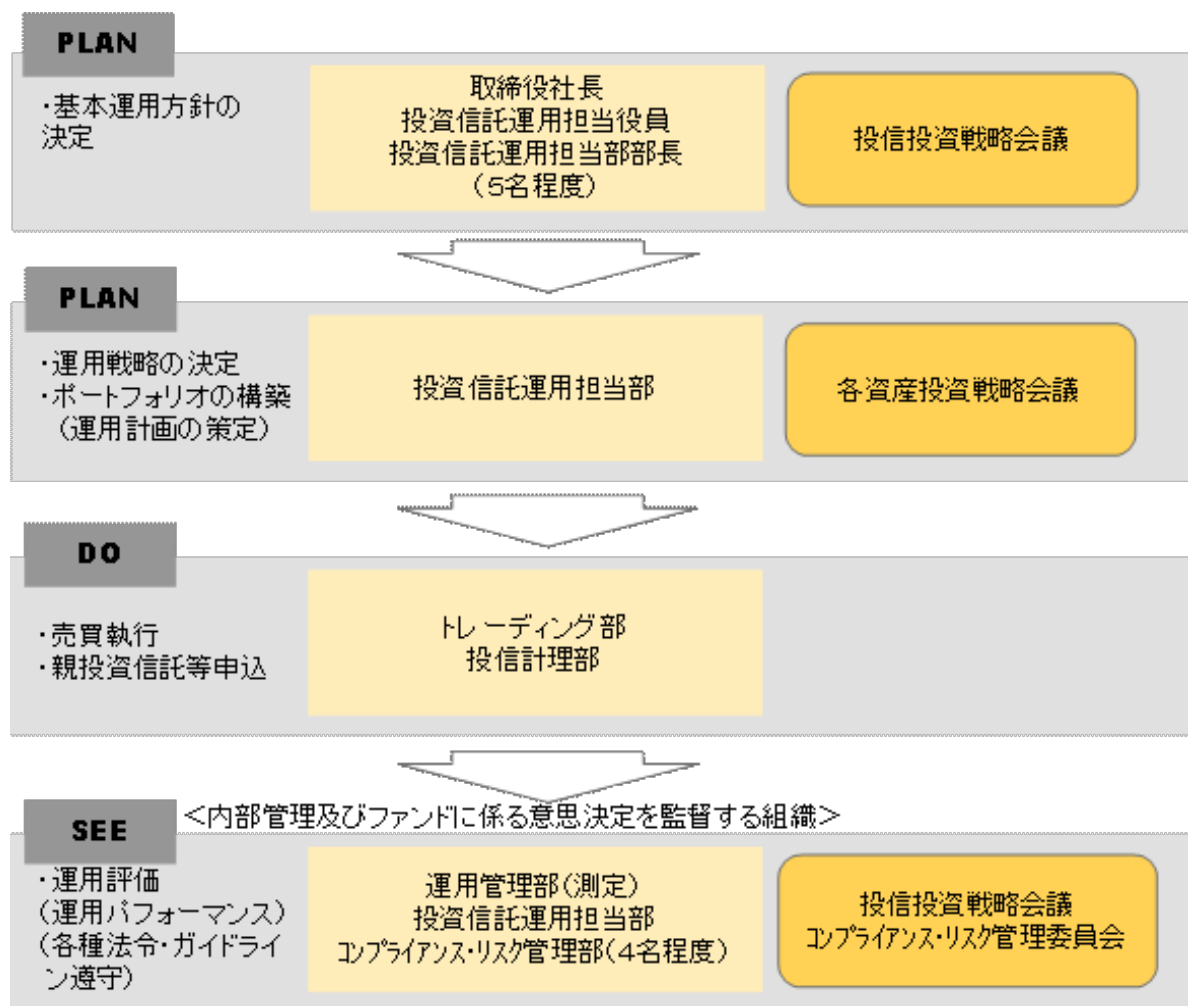 PLAN
・基本運用方針の
決定
取締役社長
投資信託運用担当役員
投資信託運用担当部部長
(5名程度)
投信投資戦略会議
PLAN
・運用戦略の決定
・ポートフォリオの構築
(運用計画の策定)
投資信託運用担当部
各資産投資戦略会議
DO
・売買執行
・親投資信託等申込
トレーディング部
投信計理部
SEE
<内部管理及びファンドに係る意思決定を監督する組織>
・運用評価
(運用パフォーマンス)
(各種法令・ガイドライ
ン遵守)
運用管理部(測定)
投資信託運用担当部
コンプライアンス・リスク管理部(4名程度)
投信投資戦略会議
コンプライアンス・リスク管理委員会